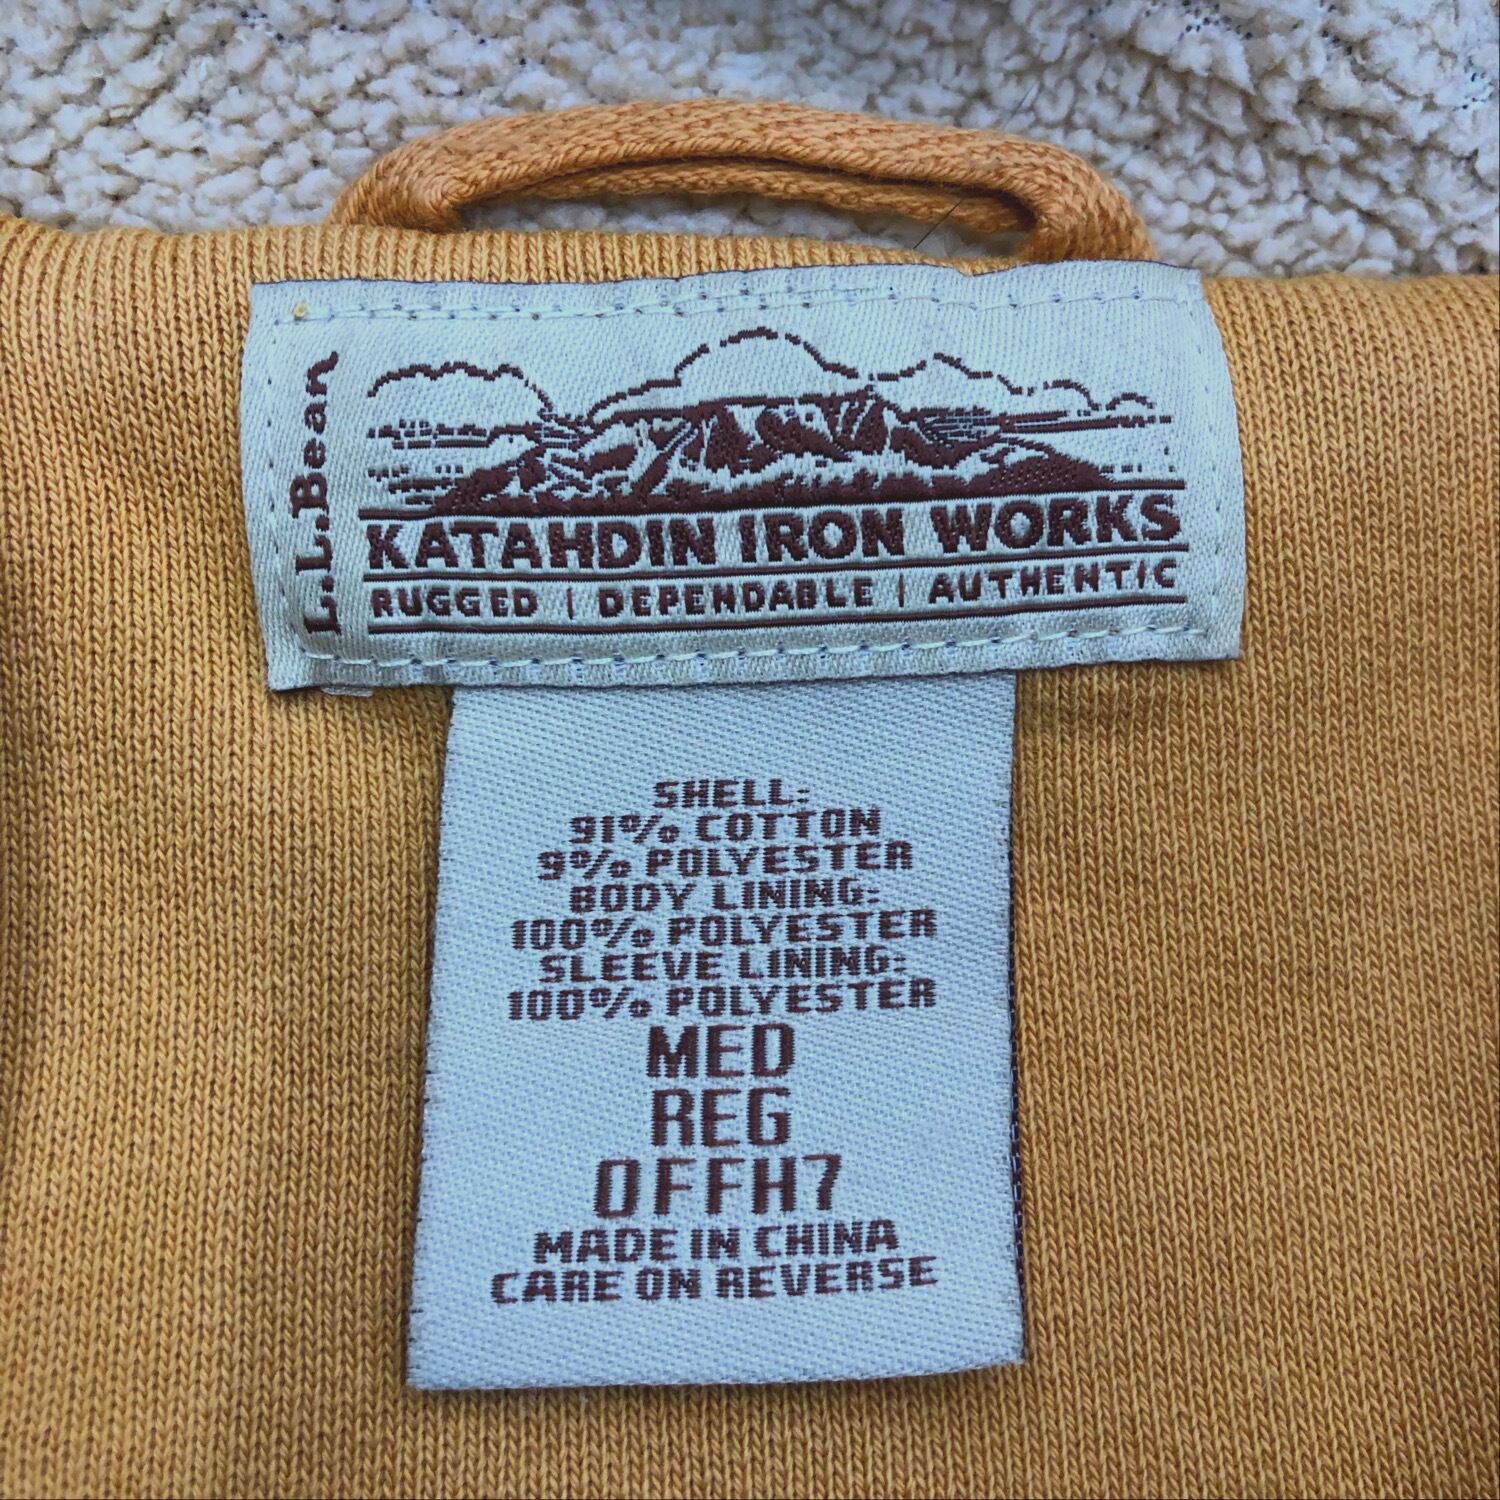 L.L.Bean
KATAHDIN IRON WORKS
RUGGED | DEPENDABLE | AUTHENTIC
SHELL:
91% COTTON
9% POLYESTER
BODY LINING:
100% POLYESTER
SLEEVE LINING:
100% POLYESTER
MED
REG
0FFH7
MADE IN CHINA
CARE ON REVERSE